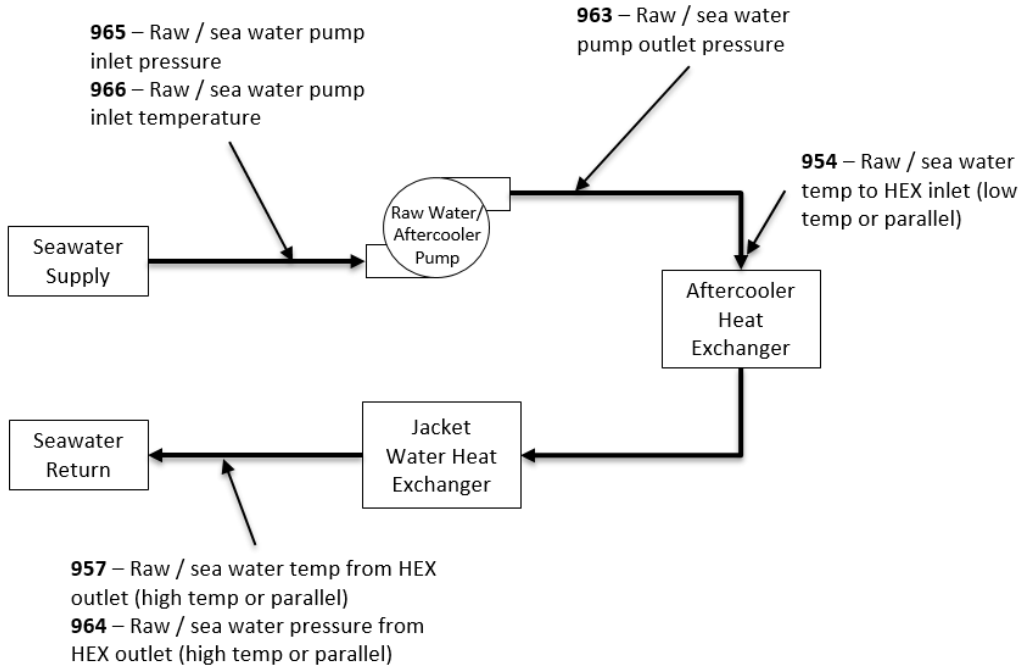 965 – Raw / sea water pump
inlet pressure
966 – Raw / sea water pump
inlet temperature
963 – Raw / sea water
pump outlet pressure
954 – Raw / sea water
temp to HEX inlet (low
temp or parallel)
Raw Water/
Aftercooler
Pump
Seawater
Supply
Aftercooler
Heat
Exchanger
Jacket
Water Heat
Exchanger
Seawater
Return
957 – Raw / sea water temp from HEX
outlet (high temp or parallel)
964 – Raw / sea water pressure from
HEX outlet (high temp or parallel)